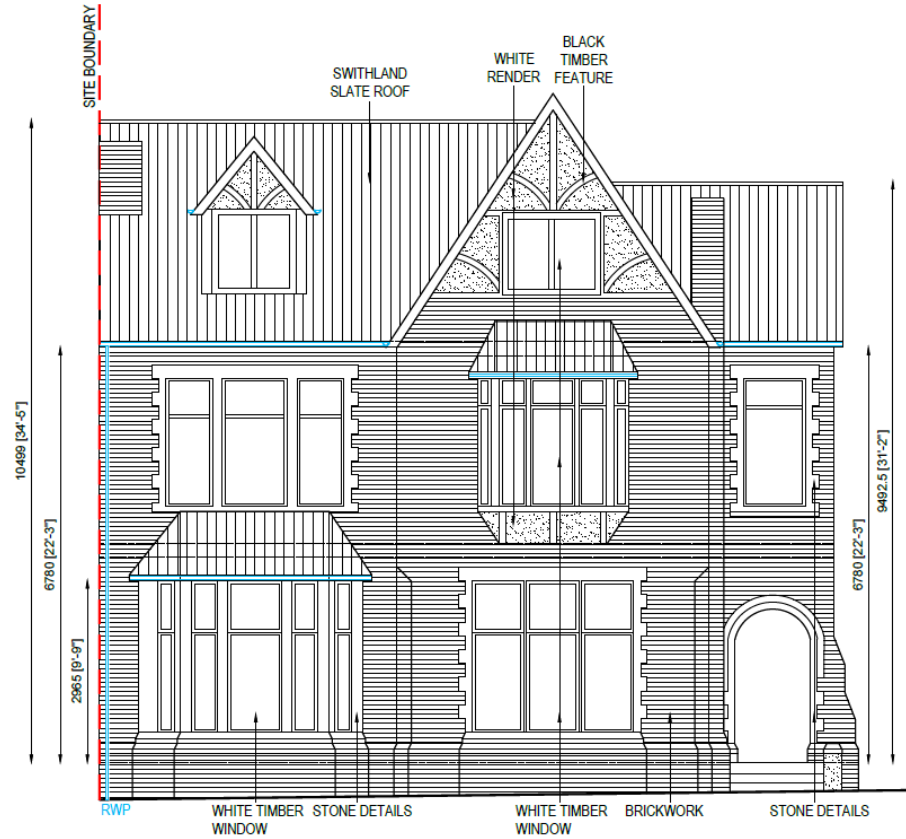 SITE BOUNDARY
SWITHLAND
SLATE ROOF
WHITE
RENDER
BLACK
TIMBER
FEATURE
10499 [34'-5"]
6780 [22'-3"]
2965 [9'-9"]
6780 [22'-3"]
9492.5 [31'-2"]
RWP
WHITE TIMBER
WINDOW
STONE DETAILS
WHITE TIMBER
WINDOW
BRICKWORK
STONE DETAILS